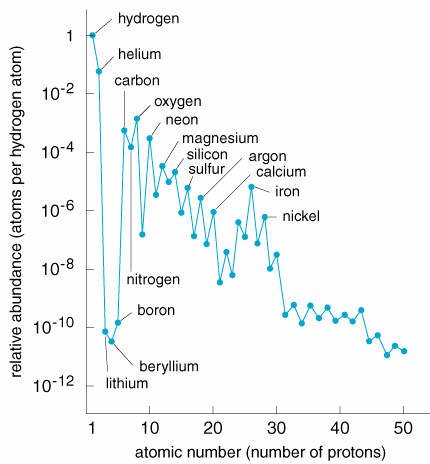 hydrogen
1
helium
carbon
10-2
oxygen
neon
10-4
magnesium
silicon
argon
sulfur
calcium
10-6
iron
nickel
10-8
nitrogen
boron
10-10
beryllium
lithium
10-12
relative abundance (atoms per hydrogen atom)
1 10 20 30 40 50
atomic number (number of protons)